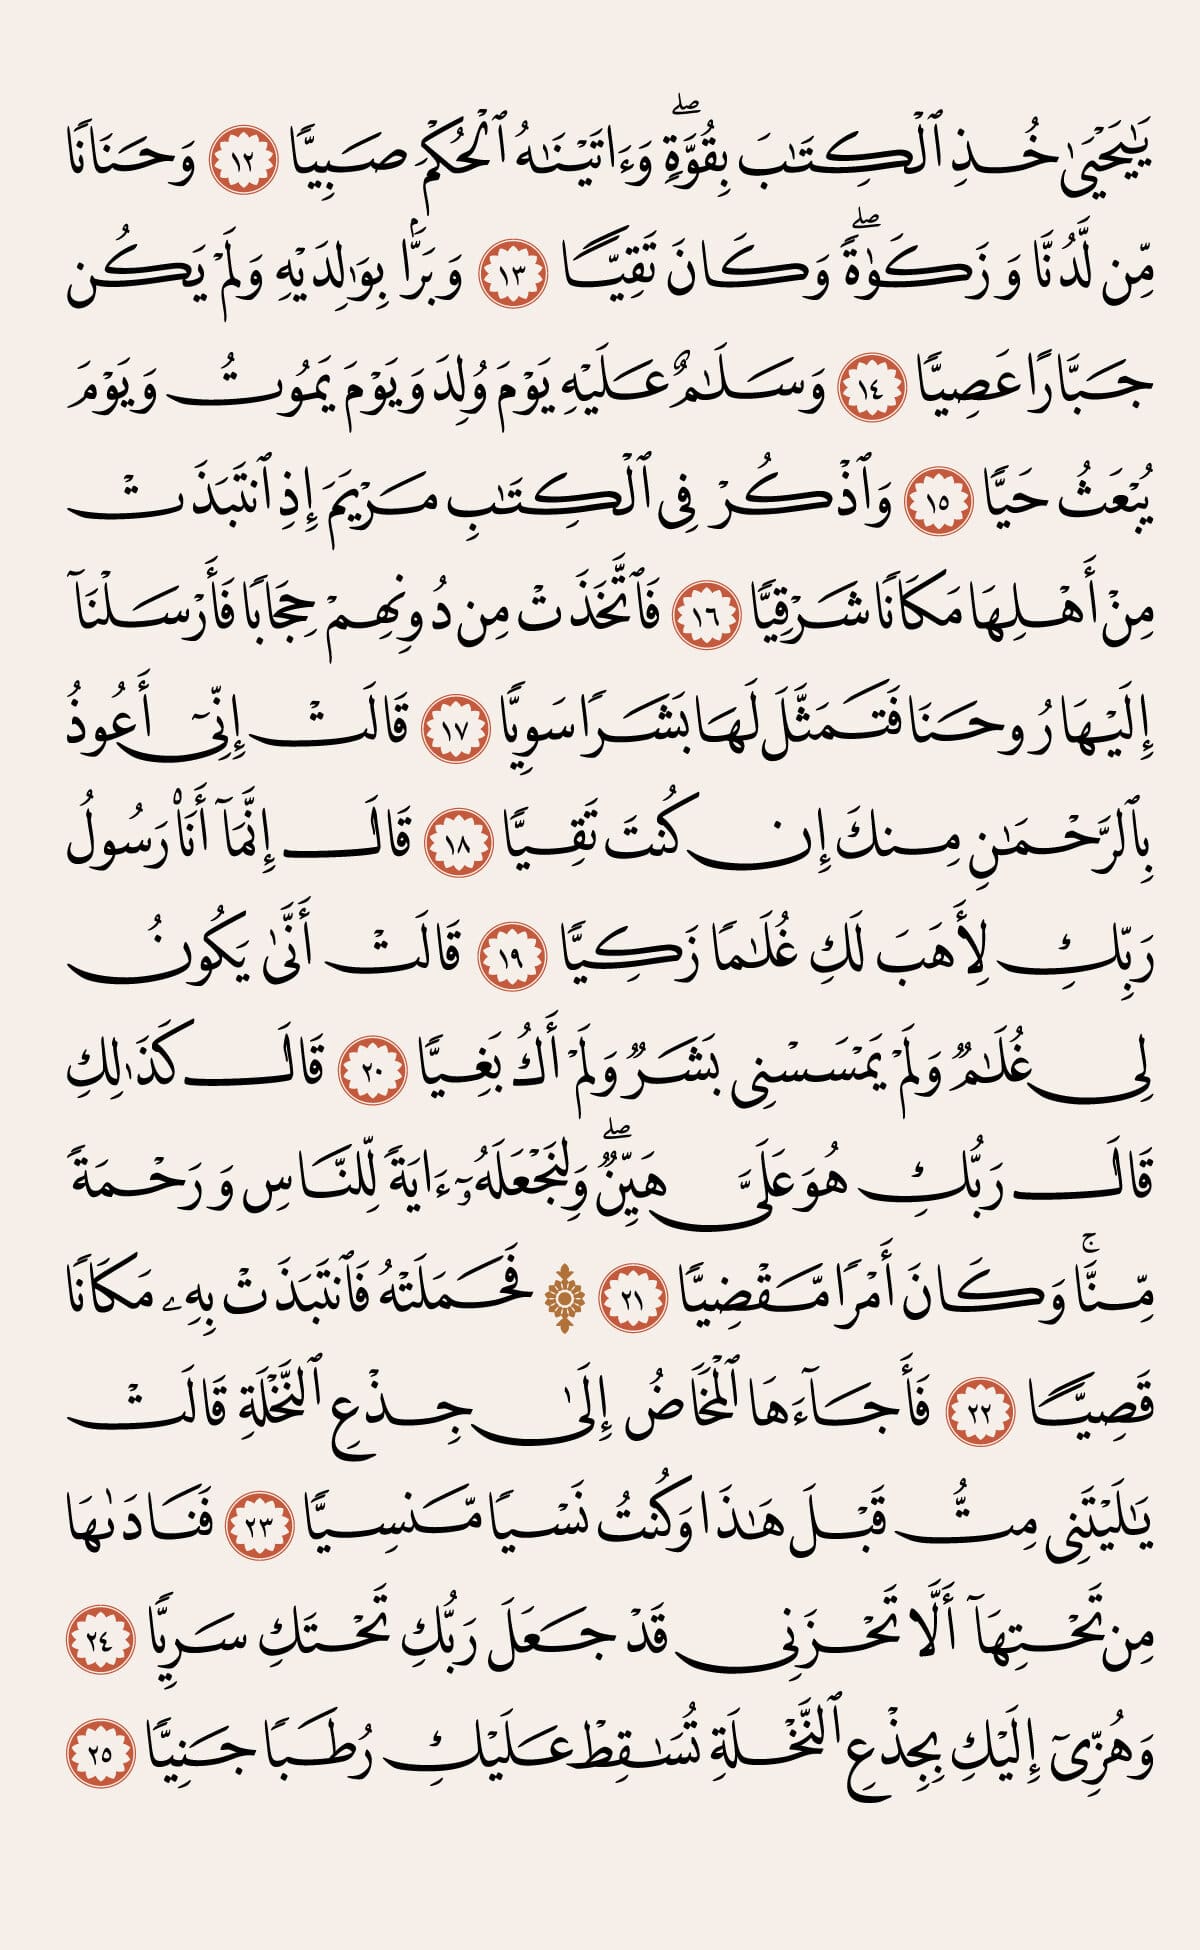 يَٰيَحْيَىٰ خُذِ ٱلْكِتَٰبَ بِقُوَّةٍۖ وَءَاتَيْنَٰهُ ٱلْحُكْمَ صَبِيًّا ١٢ وَحَنَانًا
مِّن لَّدُنَّا وَزَكَوٰةًۖ وَكَانَ تَقِيًّا ١٣ وَبَرًّۢا بِوَٰلِدَيْهِ وَلَمْ يَكُن
جَبَّارًا عَصِيًّا ١٤ وَسَلَٰمٌ عَلَيْهِ يَوْمَ وُلِدَ وَيَوْمَ يَمُوتُ وَيَوْمَ
يُبْعَثُ حَيًّا ١٥ وَٱذْكُرْ فِى ٱلْكِتَٰبِ مَرْيَمَ إِذِ ٱنتَبَذَتْ
مِنْ أَهْلِهَا مَكَانًا شَرْقِيًّا ١٦ فَٱتَّخَذَتْ مِن دُونِهِمْ حِجَابًا فَأَرْسَلْنَآ
إِلَيْهَا رُوحَنَا فَتَمَثَّلَ لَهَا بَشَرًا سَوِيًّا ١٧ قَالَتْ إِنِّىٓ أَعُوذُ
بِٱلرَّحْمَٰنِ مِنكَ إِن كُنتَ تَقِيًّا ١٨ قَالَ إِنَّمَآ أَنَا۠ رَسُولُ
رَبِّكِ لِأَهَبَ لَكِ غُلَٰمًا زَكِيًّا ١٩ قَالَتْ أَنَّىٰ يَكُونُ
لِى غُلَٰمٌ وَلَمْ يَمْسَسْنِى بَشَرٌ وَلَمْ أَكُ بَغِيًّا ٢٠ قَالَ كَذَٰلِكِ
قَالَ رَبُّكِ هُوَ عَلَىَّ هَيِّنٌۖ وَلِنَجْعَلَهُۥٓ ءَايَةً لِّلنَّاسِ وَرَحْمَةً
مِّنَّاۚ وَكَانَ أَمْرًا مَّقْضِيًّا ٢١ ۞ فَحَمَلَتْهُ فَٱنتَبَذَتْ بِهِۦ مَكَانًا
قَصِيًّا ٢٢ فَأَجَآءَهَا ٱلْمَخَاضُ إِلَىٰ جِذْعِ ٱلنَّخْلَةِ قَالَتْ
يَٰلَيْتَنِى مِتُّ قَبْلَ هَٰذَا وَكُنتُ نَسْيًا مَّنسِيًّا ٢٣ فَنَادَىٰهَا
مِن تَحْتِهَآ أَلَّا تَحْزَنِى قَدْ جَعَلَ رَبُّكِ تَحْتَكِ سَرِيًّا ٢٤
وَهُزِّىٓ إِلَيْكِ بِجِذْعِ ٱلنَّخْلَةِ تُسَٰقِطْ عَلَيْكِ رُطَبًا جَنِيًّا ٢٥